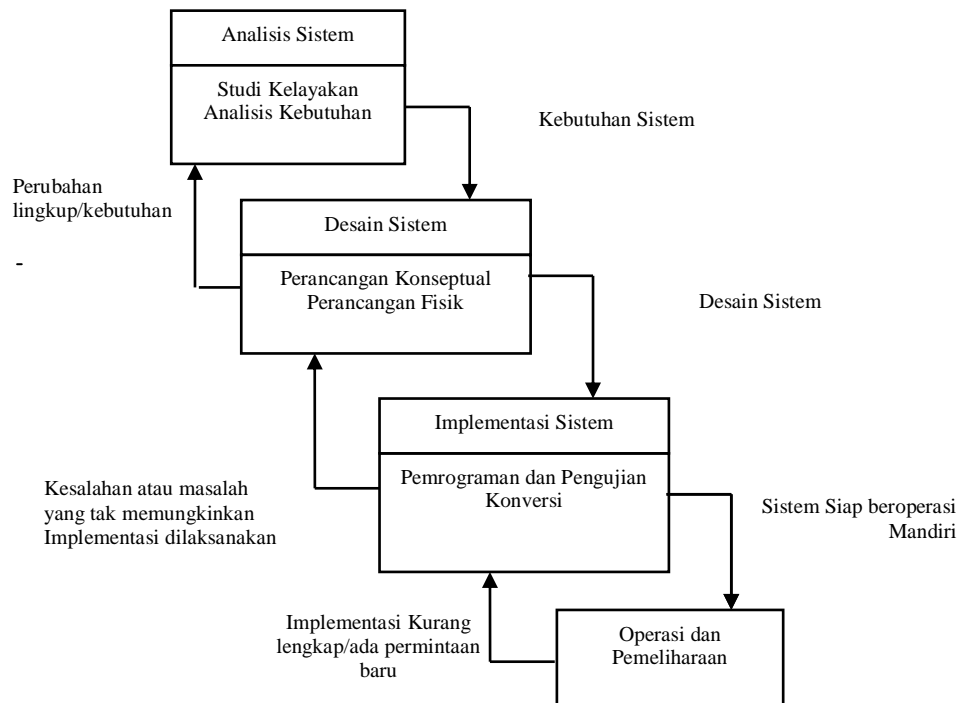 Analisis Sistem
Studi Kelayakan
Analisis Kebutuhan
Kebutuhan Sistem
Perubahan
lingkup/kebutuhan
-
Desain Sistem
Perancangan Konseptual
Perancangan Fisik
Desain Sistem
Implementasi Sistem
Pemrograman dan Pengujian
Konversi
Kesalahan atau masalah
yang tak memungkinkan
Implementasi dilaksanakan
Sistem Siap beroperasi
Mandiri
Implementasi Kurang
lengkap/ada permintaan
baru
Operasi dan
Pemeliharaan